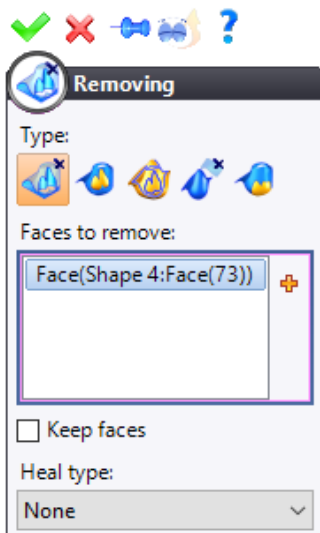 ?
Removing
Type:
Faces to remove:
Face(Shape 4:Face(73))
Keep faces
Heal type:
None